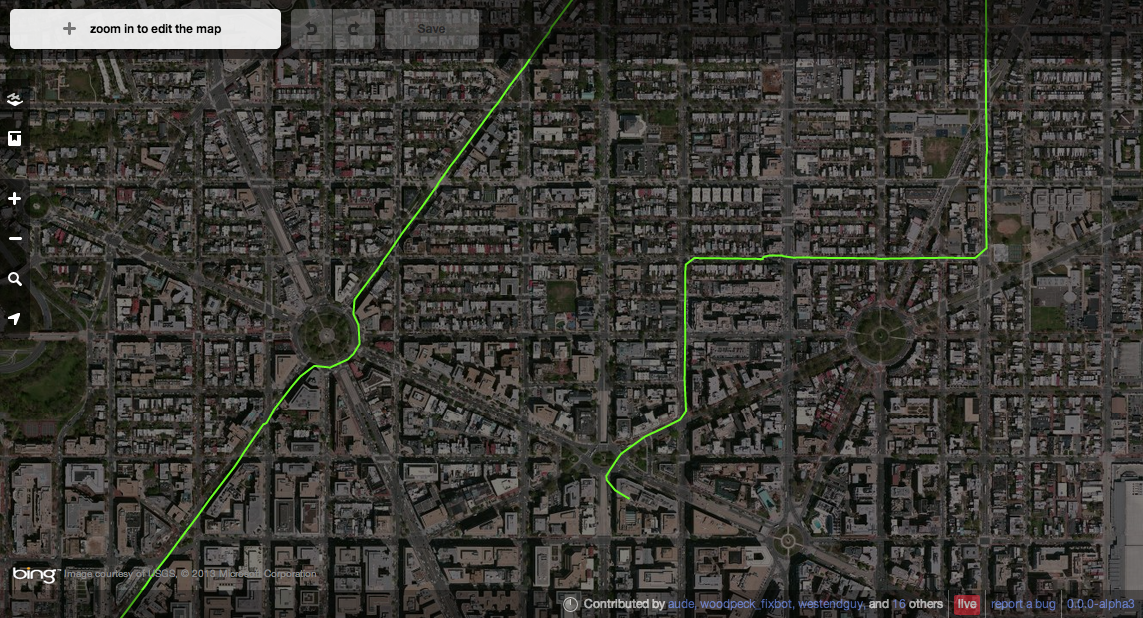 zoom in to edit the map
Save
bing™ Image courtesy of USGS, © 2013 Microsoft Corporation
Contributed by aude, woodpeck_fixbot, westendguy, and 16 others live report a bug 0.0.0-alpha3